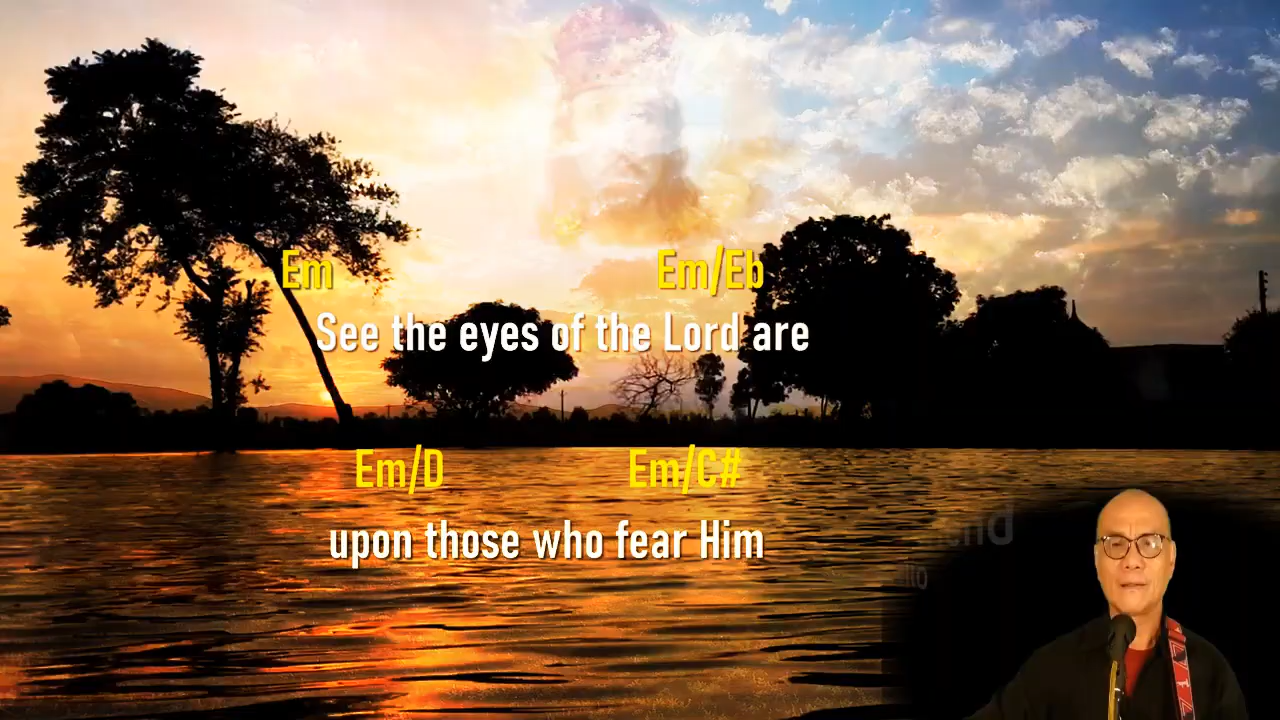 Em Em/Eb
See the eyes of the Lord are
Em/D Em/C#
upon those who fear Him